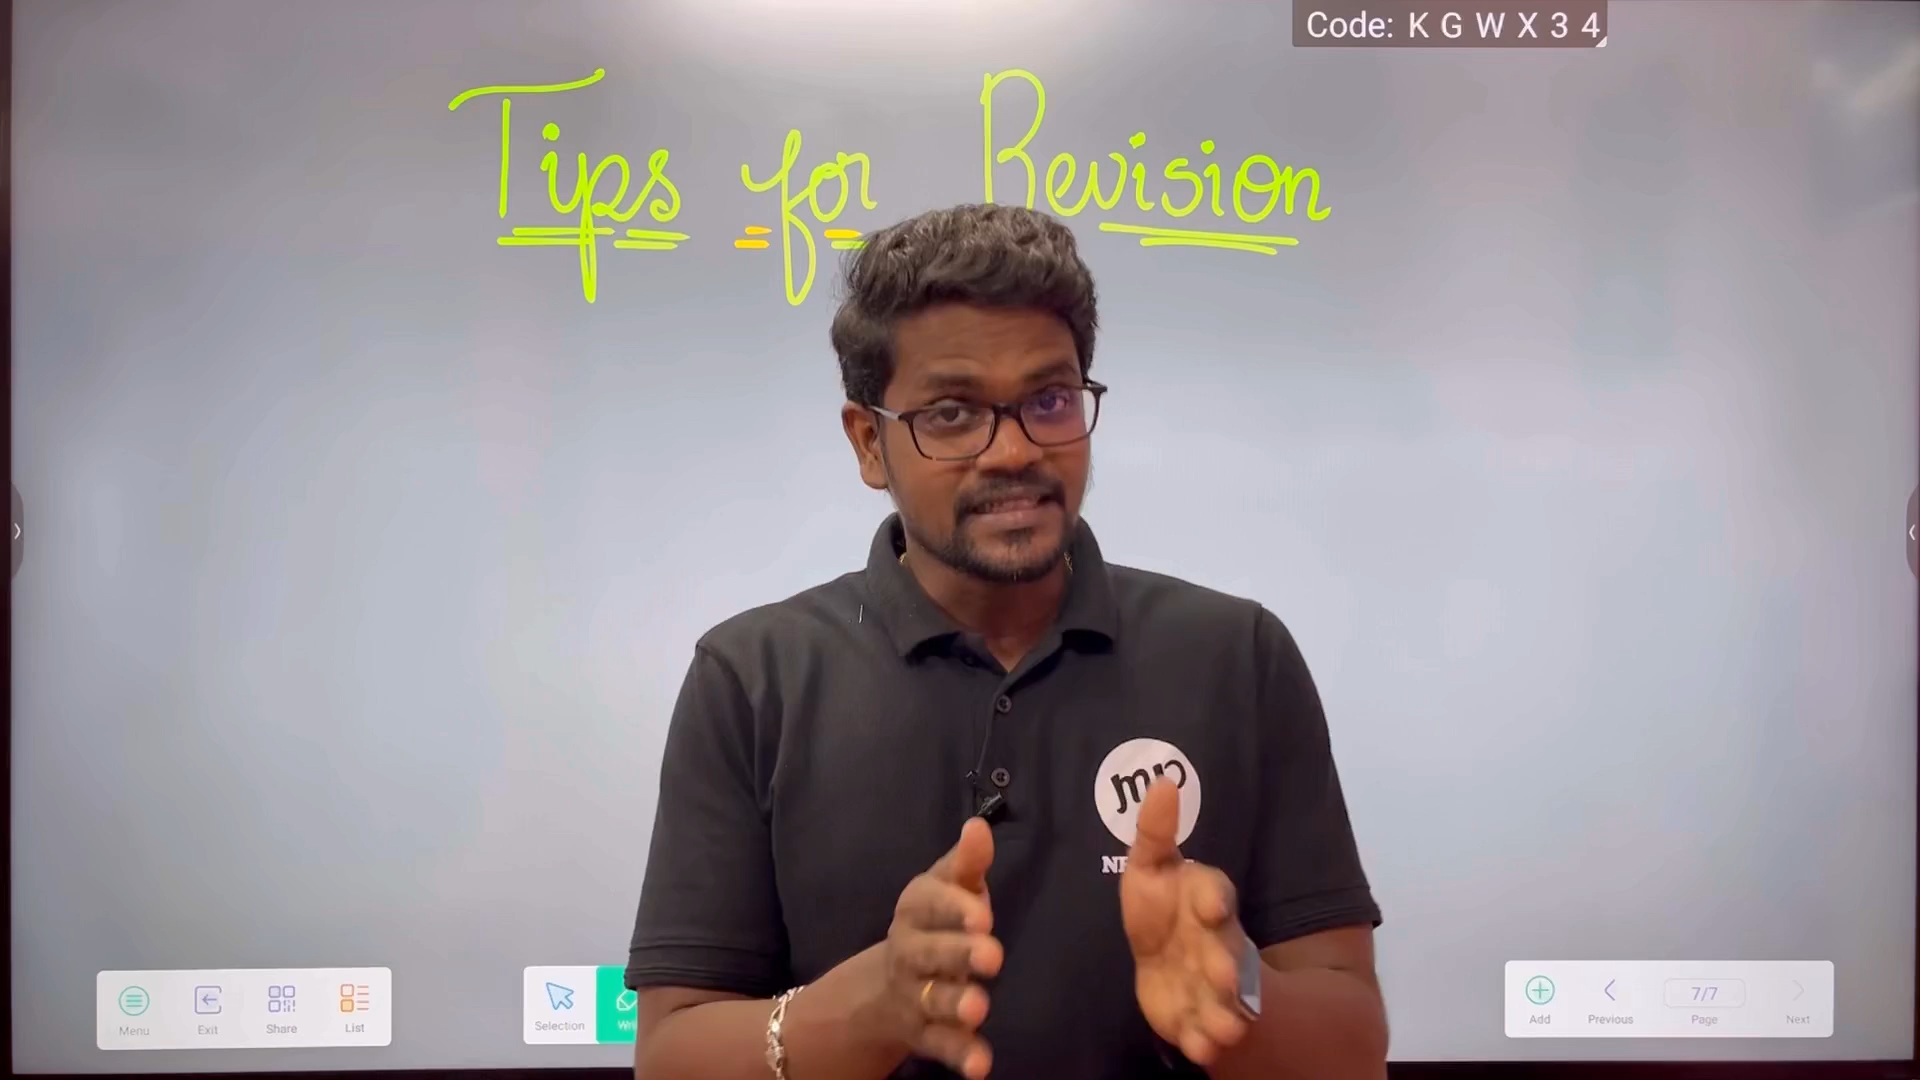 Code: K G W X 3 4
Tips for Revision
Menu
Exit
Share
List
Selection
Add
Previous
7/7
Page
Next